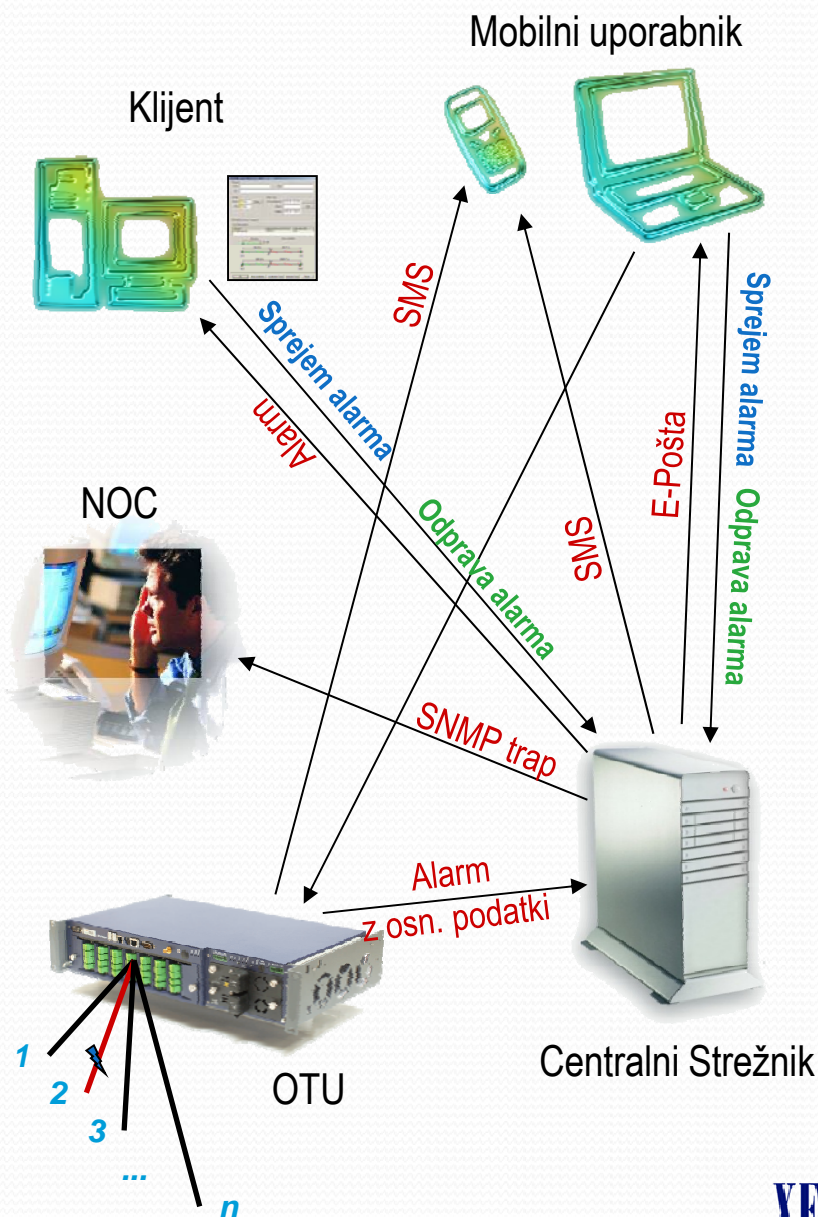 Mobilni uporabnik
Klijent
SMS
Sprejem alarma
Alarm
Odprava alarma
SMS
E-Pošta
Sprejem alarma Odprava alarma
NOC
SNMP trap
Alarm
z osn. podatki
OTU
Centralni Strežnik
1
2
3
...
n